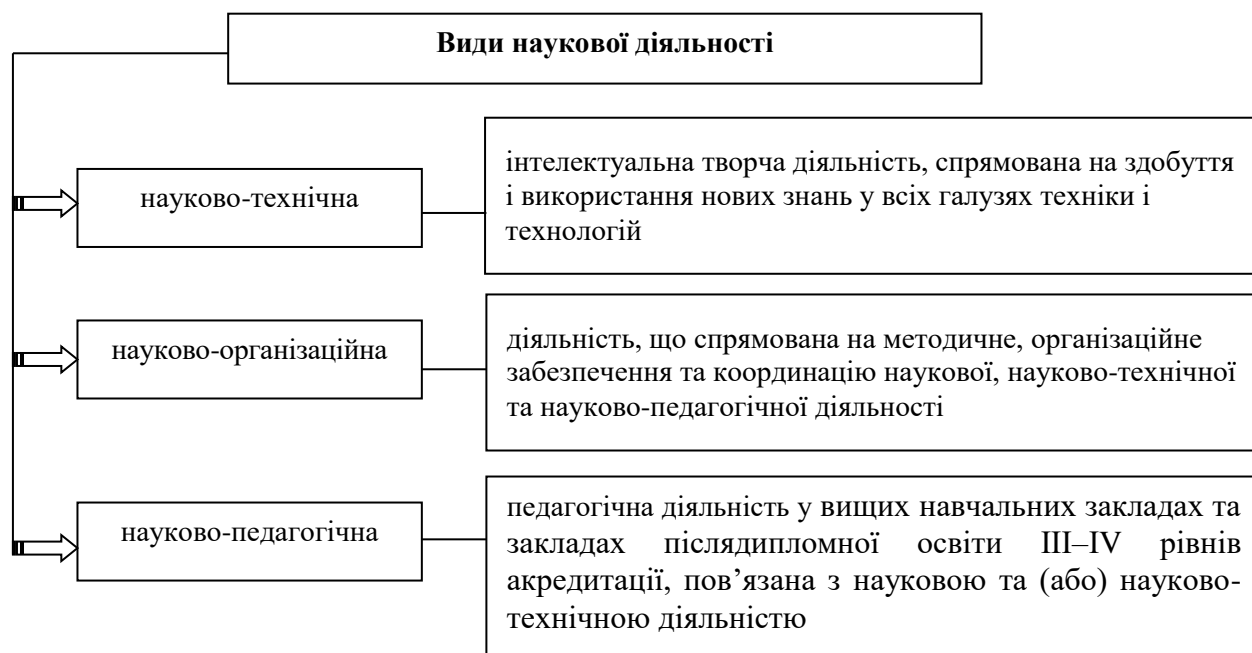 Види наукової діяльності
науково-технічна
інтелектуальна творча діяльність, спрямована на здобуття
і використання нових знань у всіх галузях техніки і
технологій
науково-організаційна
діяльність, що спрямована на методичне, організаційне
забезпечення та координацію наукової, науково-технічної
та науково-педагогічної діяльності
науково-педагогічна
педагогічна діяльність у вищих навчальних закладах та
закладах післядипломної освіти III–IV рівнів
акредитації, пов’язана з науковою та (або) науково-
технічною діяльністю